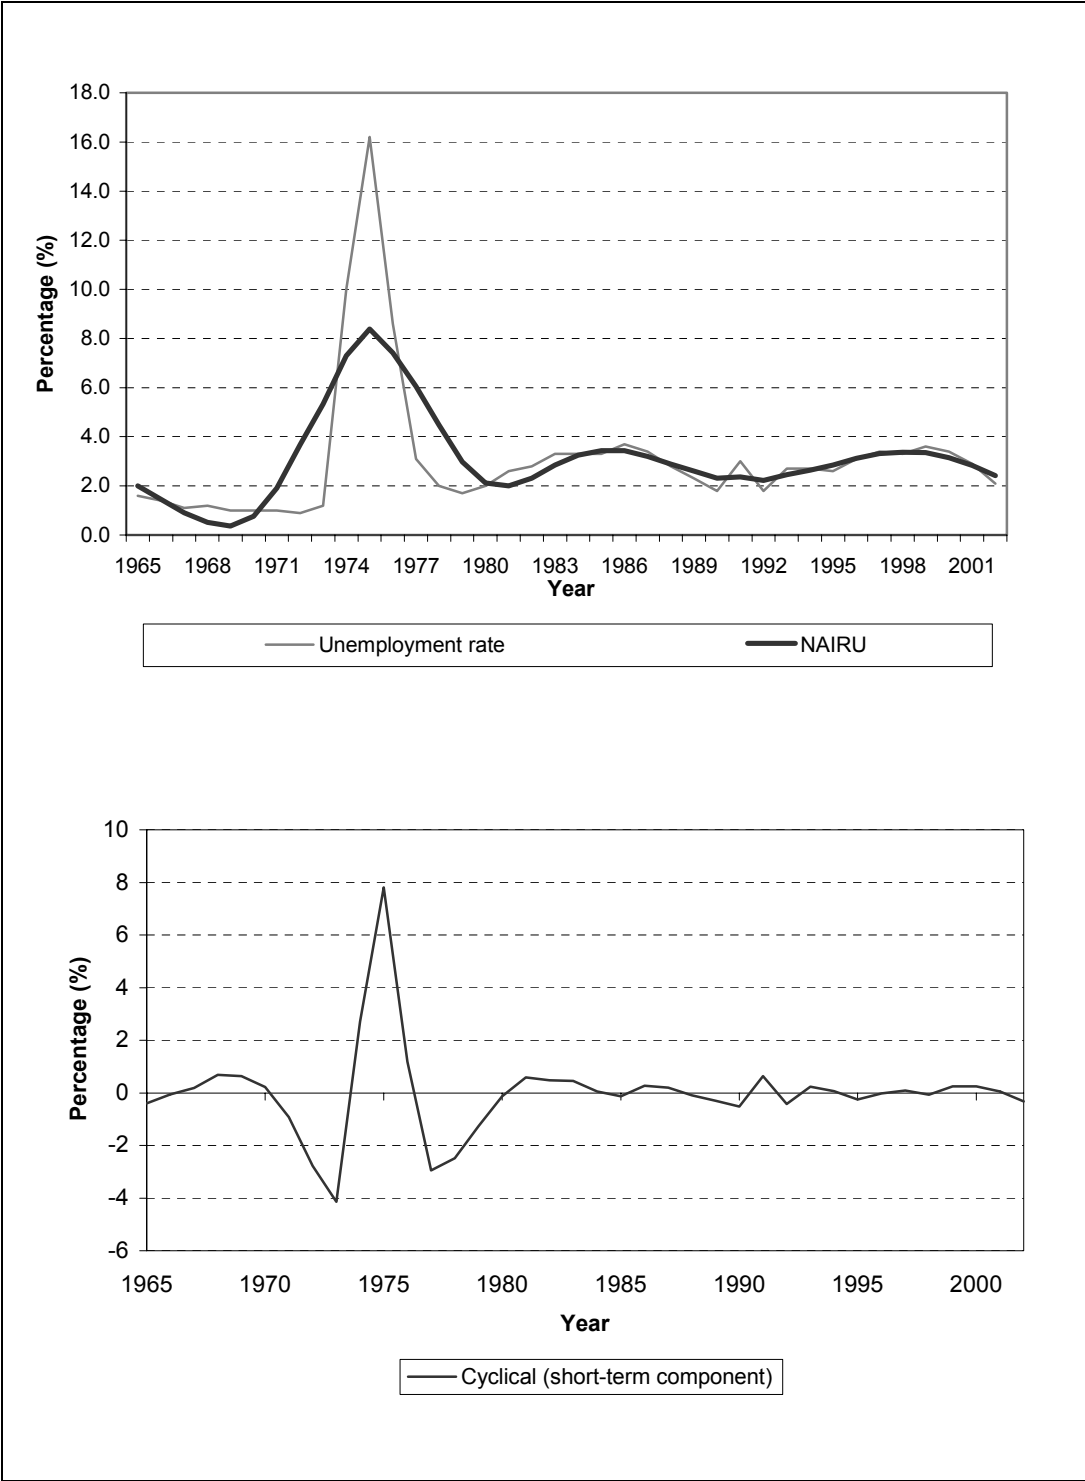 18.0
16.0
14.0
12.0
10.0
8.0
6.0
4.0
2.0
0.0
Percentage (%)
1965 1968 1971 1974 1977 1980 1983 1986 1989 1992 1995 1998 2001
Year
Unemployment rate NAIRU
10
8
6
4
2
0
-2
-4
-6
Percentage (%)
1965 1970 1975 1980 1985 1990 1995 2000
Year
Cyclical (short-term component)